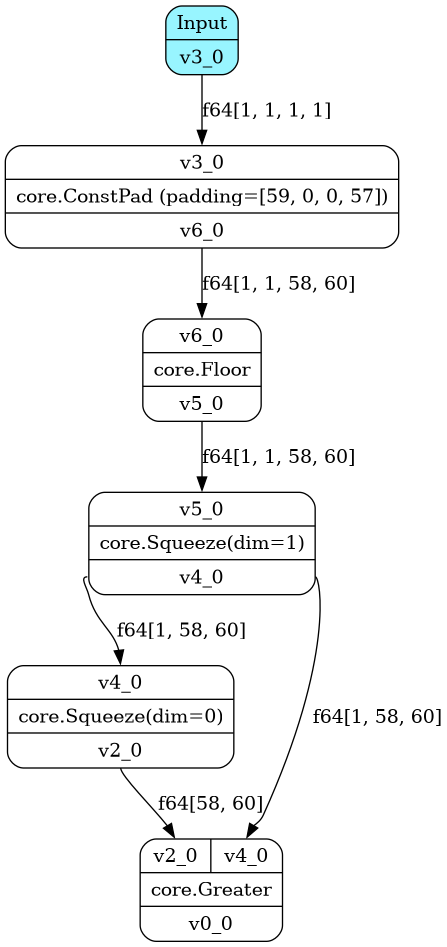 Input
v3_0
f64[1, 1, 1, 1]
v3_0
core.ConstPad (padding=[59, 0, 0, 57])
v6_0
f64[1, 1, 58, 60]
v6_0
core.Floor
v5_0
f64[1, 1, 58, 60]
v5_0
core.Squeeze(dim=1)
v4_0
f64[1, 58, 60]
v4_0
core.Squeeze(dim=0)
v2_0
f64[1, 58, 60]
f64[58, 60]
v2_0 v4_0
core.Greater
v0_0